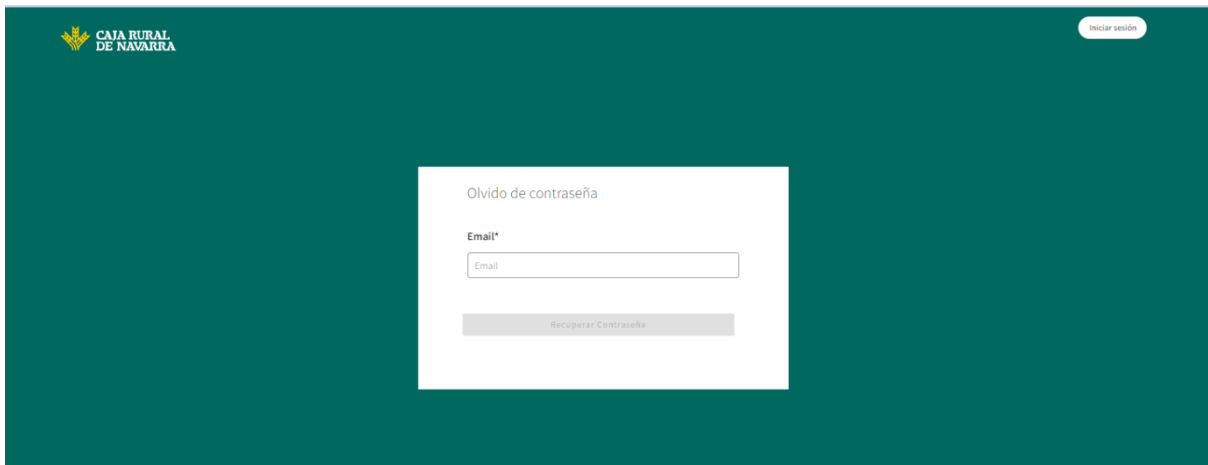 CAJA RURAL
DE NAVARRA
Iniciar sesión
Olvido de contraseña
Email*
Email
Recuperar Contraseña